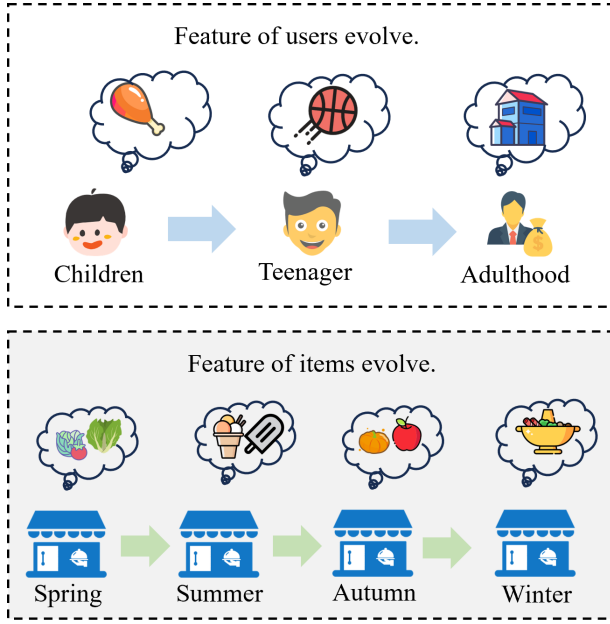 Feature of users evolve.
Children
Teenager
Adulthood
$
Feature of items evolve.
Spring
Summer
Autumn
Winter